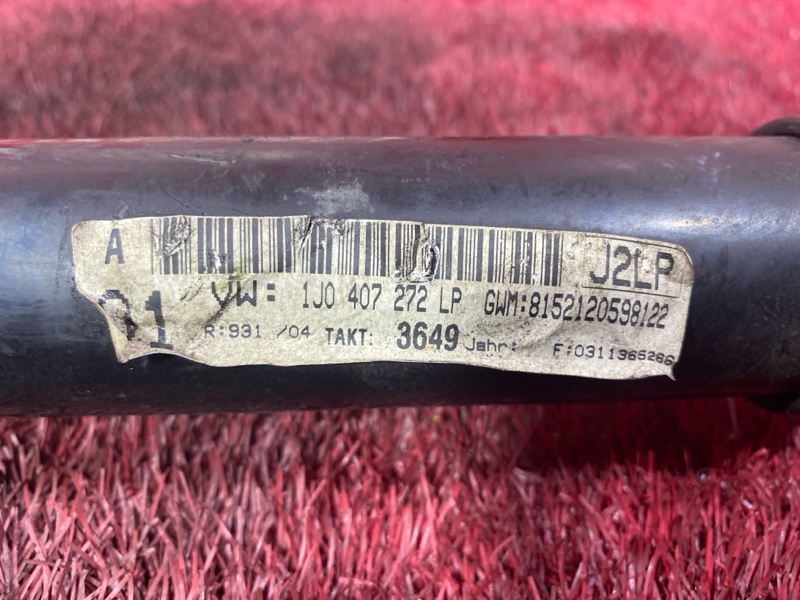 A J2LP
VW: 1J0 407 272 LP GWM:8152120598122
R:931 /04 TAKT: 3649 Jahr: F:0311365266